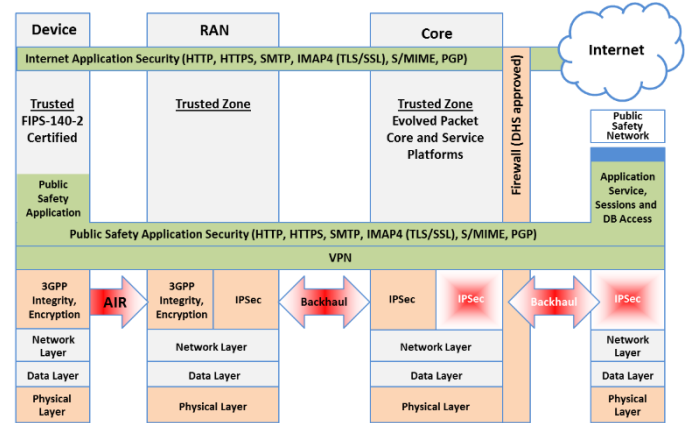 Device
RAN
Core
Internet
Internet Application Security (HTTP, HTTPS, SMTP, IMAP4 (TLS/SSL), S/MIME, PGP)
Trusted
FIPS-140-2
Certified
Trusted Zone
Trusted Zone
Evolved Packet
Core and Service
Platforms
Firewall (DHS approved)
Public
Safety
Network
Public
Safety
Application
Application
Service,
Sessions and
DB Access
Public Safety Application Security (HTTP, HTTPS, SMTP, IMAP4 (TLS/SSL), S/MIME, PGP)
VPN
3GPP
Integrity,
Encryption
AIR
3GPP
Integrity,
Encryption
IPSec
Backhaul
IPSec
IPSec
Backhaul
IPSec
Network
Layer
Network Layer
Network Layer
Network
Layer
Data Layer
Data Layer
Data Layer
Data Layer
Physical
Layer
Physical Layer
Physical Layer
Physical
Layer